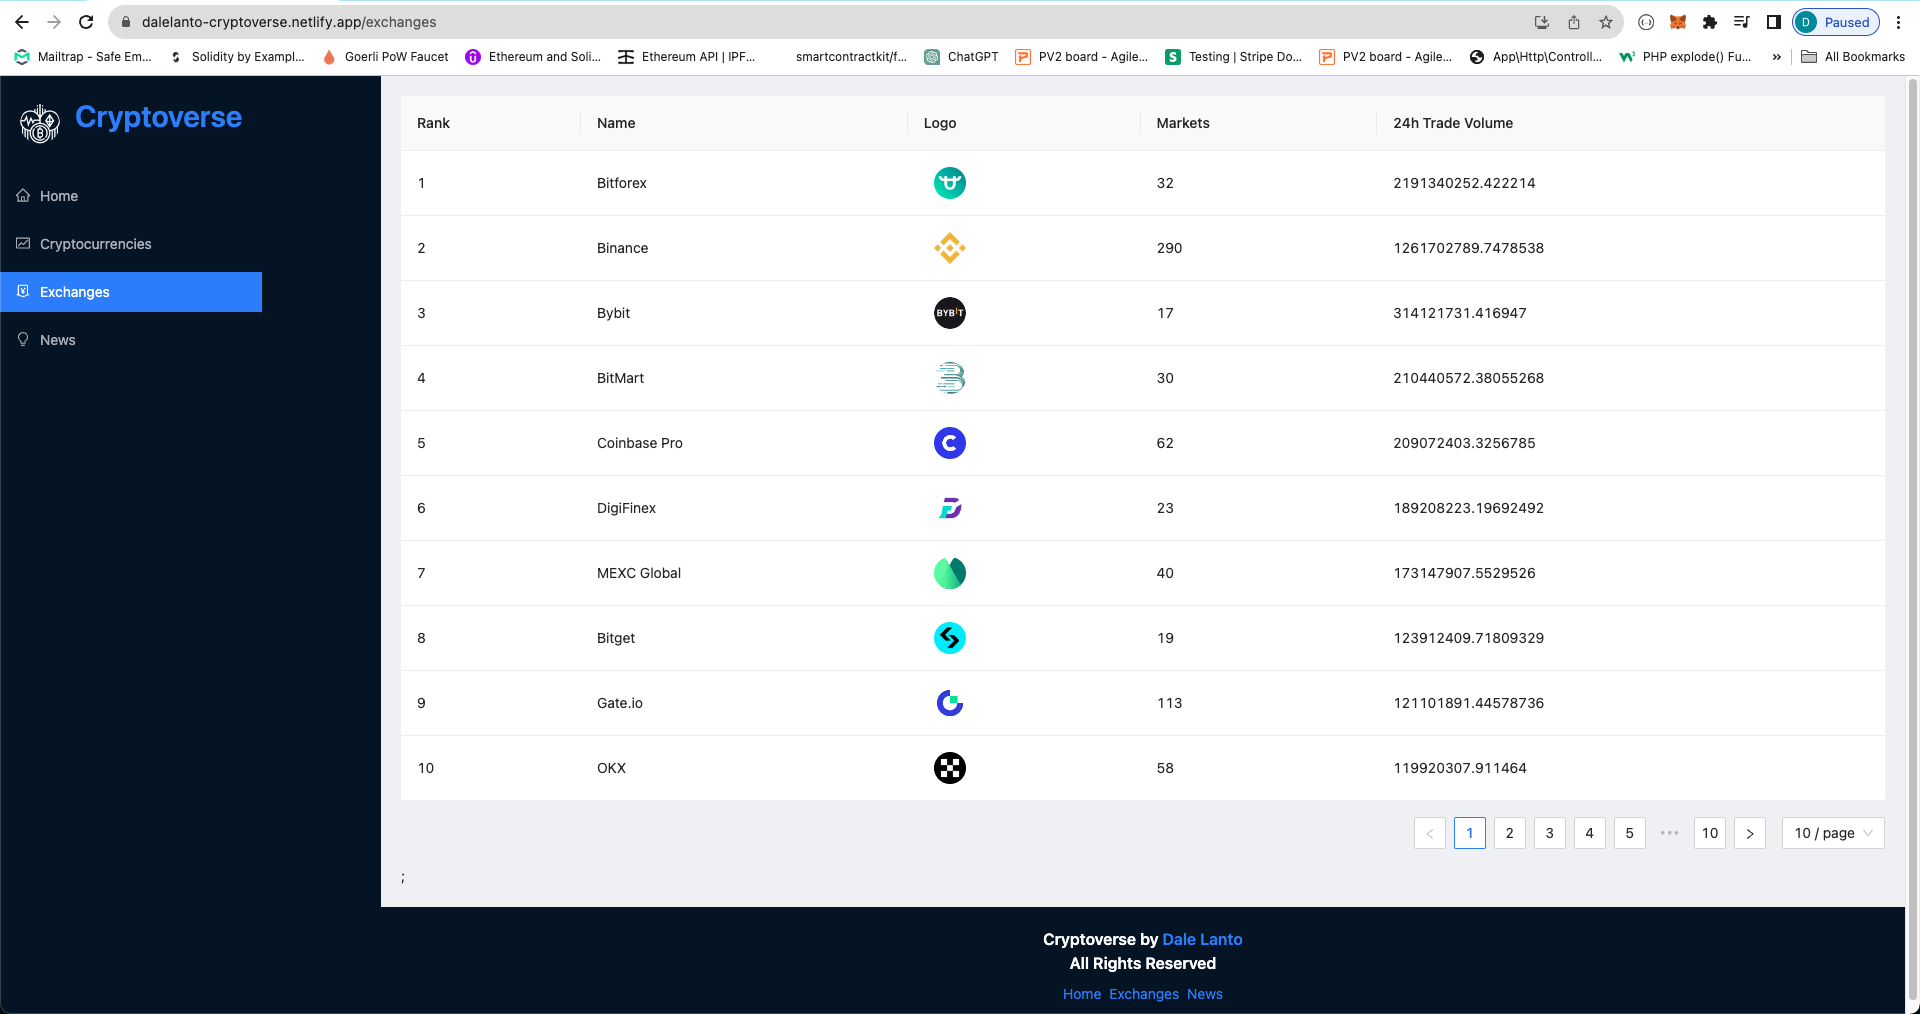 dalelanto-cryptoverse.netlify.app/exchanges
D Paused
Mailtrap - Safe Em... Solidity by Exampl... Goerli PoW Faucet Ethereum and Soli... Ethereum API | IPF... smartcontractkit/f... ChatGPT PV2 board - Agile... Testing | Stripe Do... PV2 board - Agile... App\Http\Controll... PHP explode() Fu... » All Bookmarks
Cryptoverse
Home
Cryptocurrencies
Exchanges
News
Rank Name Logo Markets 24h Trade Volume
1 Bitforex 32 2191340252.422214
2 Binance 290 1261702789.7478538
3 Bybit BYBIT 17 314121731.416947
4 BitMart 30 210440572.38055268
5 Coinbase Pro 62 209072403.3256785
6 DigiFinex 23 189208223.19692492
7 MEXC Global 40 173147907.5529526
8 Bitget 19 123912409.71809329
9 Gate.io 113 121101891.44578736
10 OKX 58 119920307.911464
< 1 2 3 4 5 ••• 10 > 10 / page
;
Cryptoverse by Dale Lanto
All Rights Reserved
Home Exchanges News